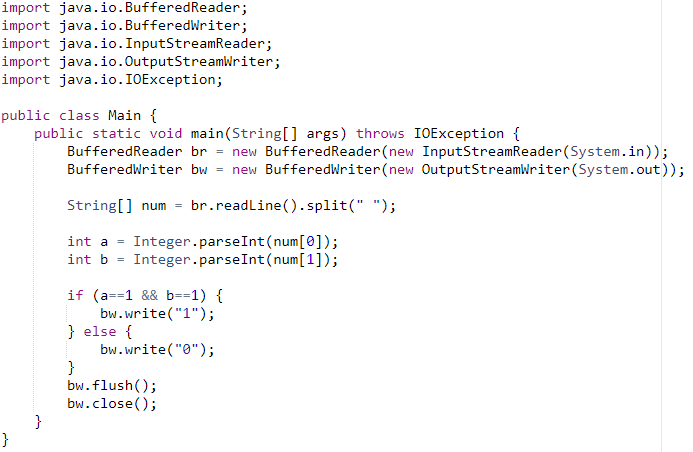 import java.io.BufferedReader;
import java.io.BufferedWriter;
import java.io.InputStreamReader;
import java.io.OutputStreamWriter;
import java.io.IOException;

public class Main {
    public static void main(String[] args) throws IOException {
        BufferedReader br = new BufferedReader(new InputStreamReader(System.in));
        BufferedWriter bw = new BufferedWriter(new OutputStreamWriter(System.out));

        String[] num = br.readLine().split(" ");

        int a = Integer.parseInt(num[0]);
        int b = Integer.parseInt(num[1]);

        if (a==1 && b==1) {
            bw.write("1");
        } else {
            bw.write("0");
        }
        bw.flush();
        bw.close();
    }
}